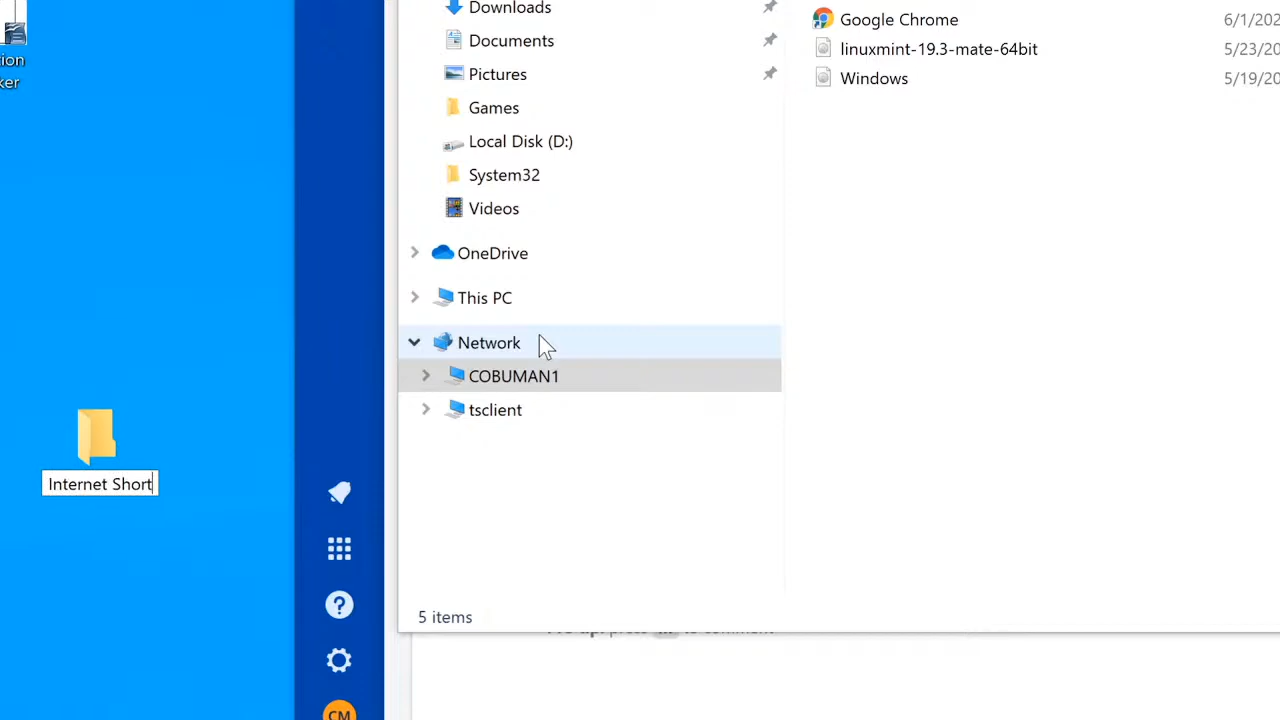 ion
ker
Internet Short
CM
Downloads
Documents
Pictures
Games
Local Disk (D:)
System32
Videos
OneDrive
This PC
Network
COBUMAN1
tsclient
5 items
Google Chrome 6/1/202
linuxmint-19.3-mate-64bit 5/23/20
Windows 5/19/20
to comment